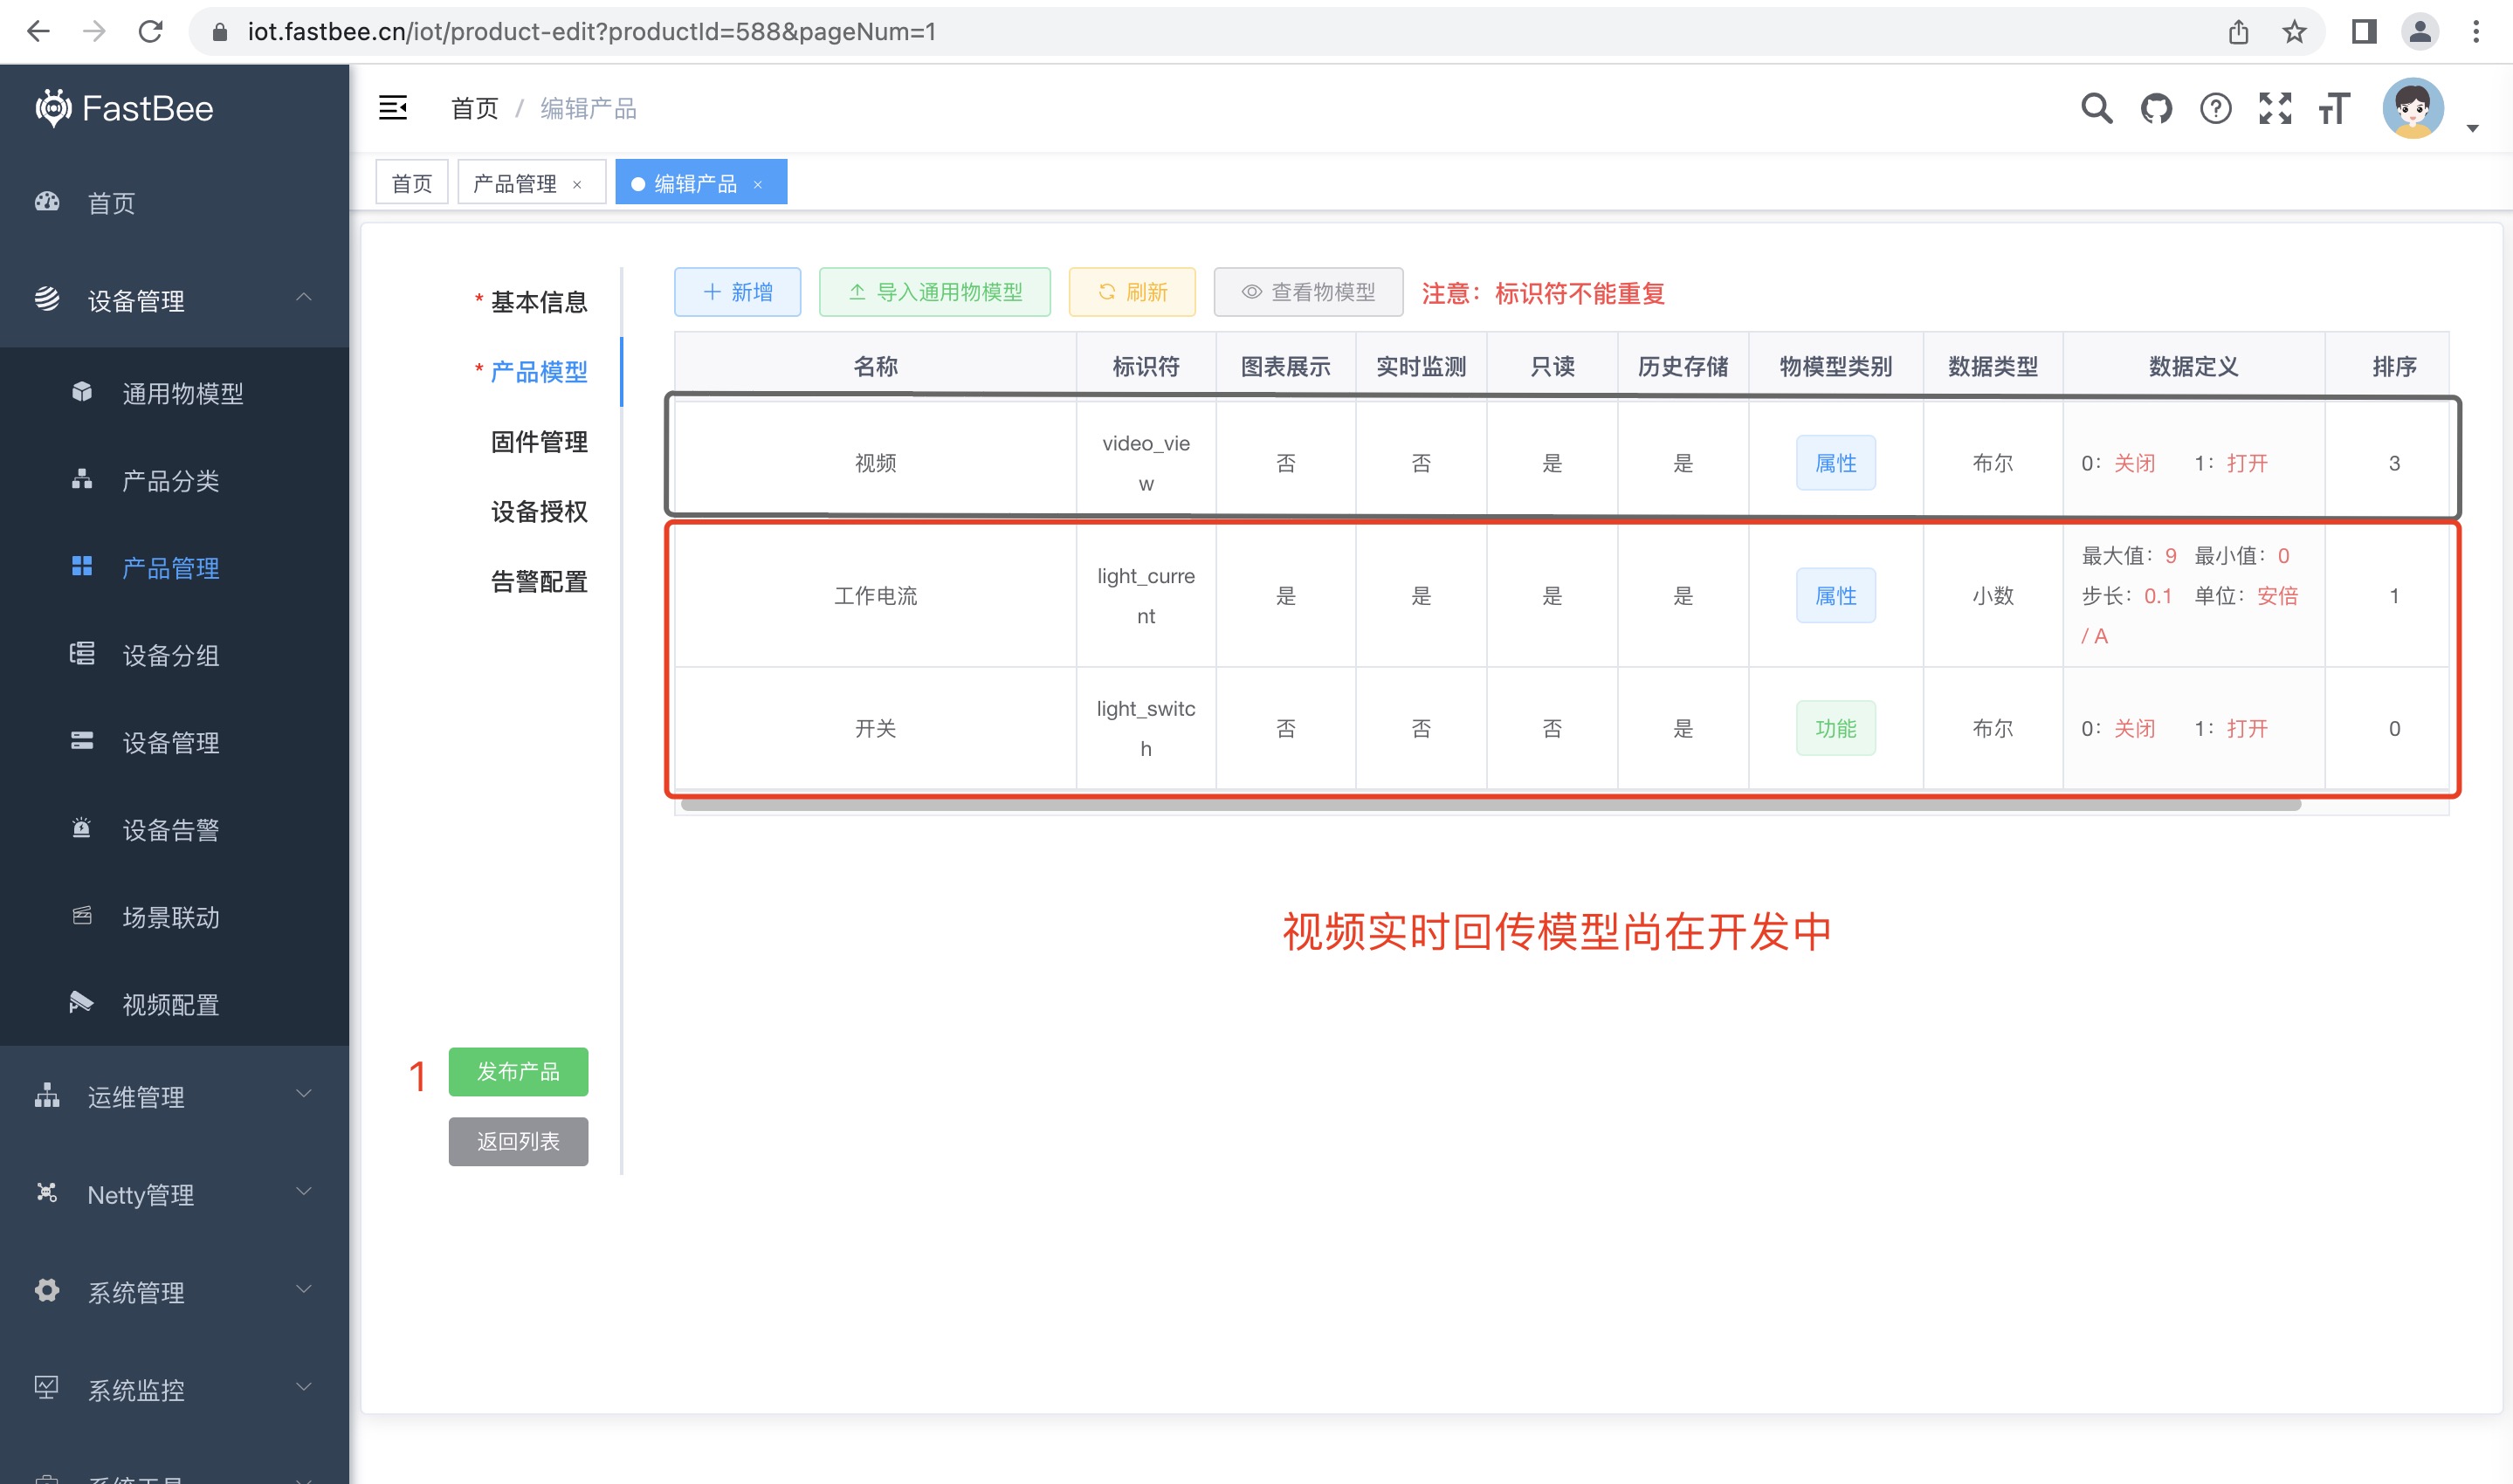 iot.fastbee.cn/iot/product-edit?productId=588&pageNum=1
FastBee
首页 / 编辑产品
首页
产品管理 ×
编辑产品 ×
首页
设备管理
通用物模型
产品分类
产品管理
设备分组
设备管理
设备告警
场景联动
视频配置
运维管理
Netty管理
系统管理
系统监控
系统工具
* 基本信息
* 产品模型
固件管理
设备授权
告警配置
1
发布产品
返回列表
+ 新增
导入通用物模型
刷新
查看物模型
注意：标识符不能重复
名称 标识符 图表展示 实时监测 只读 历史存储 物模型类别 数据类型 数据定义 排序
视频 video_vie
w 否 否 是 是 属性 布尔 0：关闭 1：打开 3
工作电流 light_curre
nt 是 是 是 是 属性 小数 最大值：9 最小值：0
步长：0.1 单位：安倍
/ A 1
开关 light_switc
h 否 否 否 是 功能 布尔 0：关闭 1：打开 0
视频实时回传模型尚在开发中